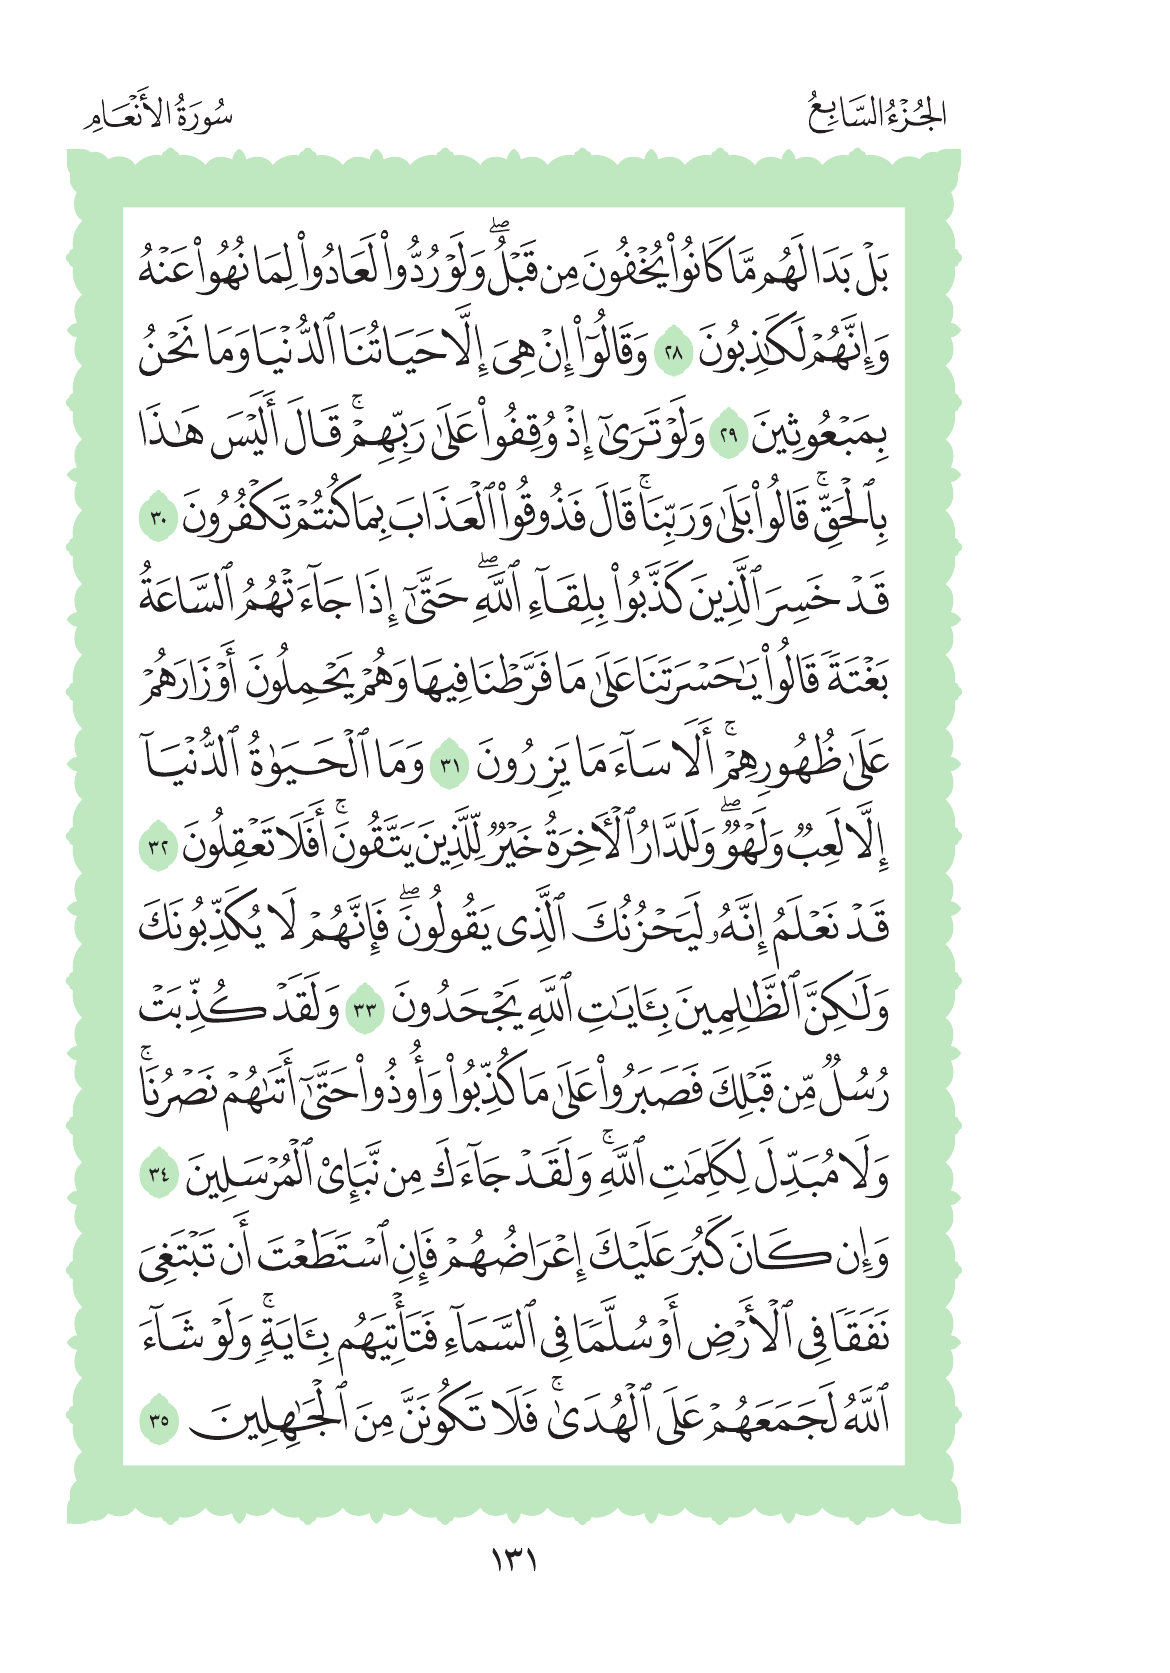 الجُزْءُ السَّابِعُ
سُورَةُ الأَنْعَامِ
بَلۡ بَدَا لَهُم مَّا كَانُواْ يُخۡفُونَ مِن قَبۡلُۖ وَلَوۡ رُدُّواْ لَعَادُواْ لِمَا نُهُواْ عَنۡهُ
وَإِنَّهُمۡ لَكَٰذِبُونَ ٢٨ وَقَالُوٓاْ إِنۡ هِيَ إِلَّا حَيَاتُنَا ٱلدُّنۡيَا وَمَا نَحۡنُ
بِمَبۡعُوثِينَ ٢٩ وَلَوۡ تَرَىٰٓ إِذۡ وُقِفُواْ عَلَىٰ رَبِّهِمۡۚ قَالَ أَلَيۡسَ هَٰذَا
بِٱلۡحَقِّۚ قَالُواْ بَلَىٰ وَرَبِّنَاۚ قَالَ فَذُوقُواْ ٱلۡعَذَابَ بِمَا كُنتُمۡ تَكۡفُرُونَ ٣٠
قَدۡ خَسِرَ ٱلَّذِينَ كَذَّبُواْ بِلِقَآءِ ٱللَّهِۖ حَتَّىٰٓ إِذَا جَآءَتۡهُمُ ٱلسَّاعَةُ
بَغۡتَةٗ قَالُواْ يَٰحَسۡرَتَنَا عَلَىٰ مَا فَرَّطۡنَا فِيهَا وَهُمۡ يَحۡمِلُونَ أَوۡزَارَهُمۡ
عَلَىٰ ظُهُورِهِمۡۚ أَلَا سَآءَ مَا يَزِرُونَ ٣١ وَمَا ٱلۡحَيَوٰةُ ٱلدُّنۡيَآ
إِلَّا لَعِبٞ وَلَهۡوٞۖ وَلَلدَّارُ ٱلۡأٓخِرَةُ خَيۡرٞ لِّلَّذِينَ يَتَّقُونَۚ أَفَلَا تَعۡقِلُونَ ٣٢
قَدۡ نَعۡلَمُ إِنَّهُۥ لَيَحۡزُنُكَ ٱلَّذِي يَقُولُونَۖ فَإِنَّهُمۡ لَا يُكَذِّبُونَكَ
وَلَٰكِنَّ ٱلظَّٰلِمِينَ بِـَٔايَٰتِ ٱللَّهِ يَجۡحَدُونَ ٣٣ وَلَقَدۡ كُذِّبَتۡ
رُسُلٞ مِّن قَبۡلِكَ فَصَبَرُواْ عَلَىٰ مَا كُذِّبُواْ وَأُوذُواْ حَتَّىٰٓ أَتَىٰهُمۡ نَصۡرُنَاۚ
وَلَا مُبَدِّلَ لِكَلِمَٰتِ ٱللَّهِۚ وَلَقَدۡ جَآءَكَ مِن نَّبَإِيْ ٱلۡمُرۡسَلِينَ ٣٤
وَإِن كَانَ كَبُرَ عَلَيۡكَ إِعۡرَاضُهُمۡ فَإِنِ ٱسۡتَطَعۡتَ أَن تَبۡتَغِيَ
نَفَقٗا فِي ٱلۡأَرۡضِ أَوۡ سُلَّمٗا فِي ٱلسَّمَآءِ فَتَأۡتِيَهُم بِـَٔايَةٖۚ وَلَوۡ شَآءَ
ٱللَّهُ لَجَمَعَهُمۡ عَلَى ٱلۡهُدَىٰۚ فَلَا تَكُونَنَّ مِنَ ٱلۡجَٰهِلِينَ ٣٥
١٣١